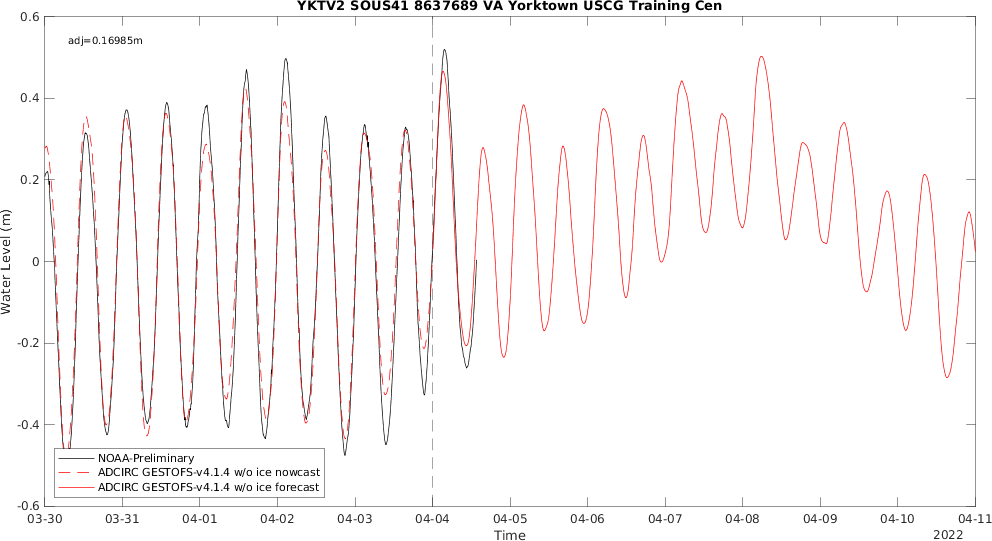 YKTV2 SOUS41 8637689 VA Yorktown USCG Training Cen
adj=0.16985m
0.6
0.4
0.2
0
-0.2
-0.4
-0.6
Water Level (m)
NOAA-Preliminary
ADCIRC GESTOFS-v4.1.4 w/o ice nowcast
ADCIRC GESTOFS-v4.1.4 w/o ice forecast
03-30 03-31 04-01 04-02 04-03 04-04 04-05 04-06 04-07 04-08 04-09 04-10 04-11
Time
2022